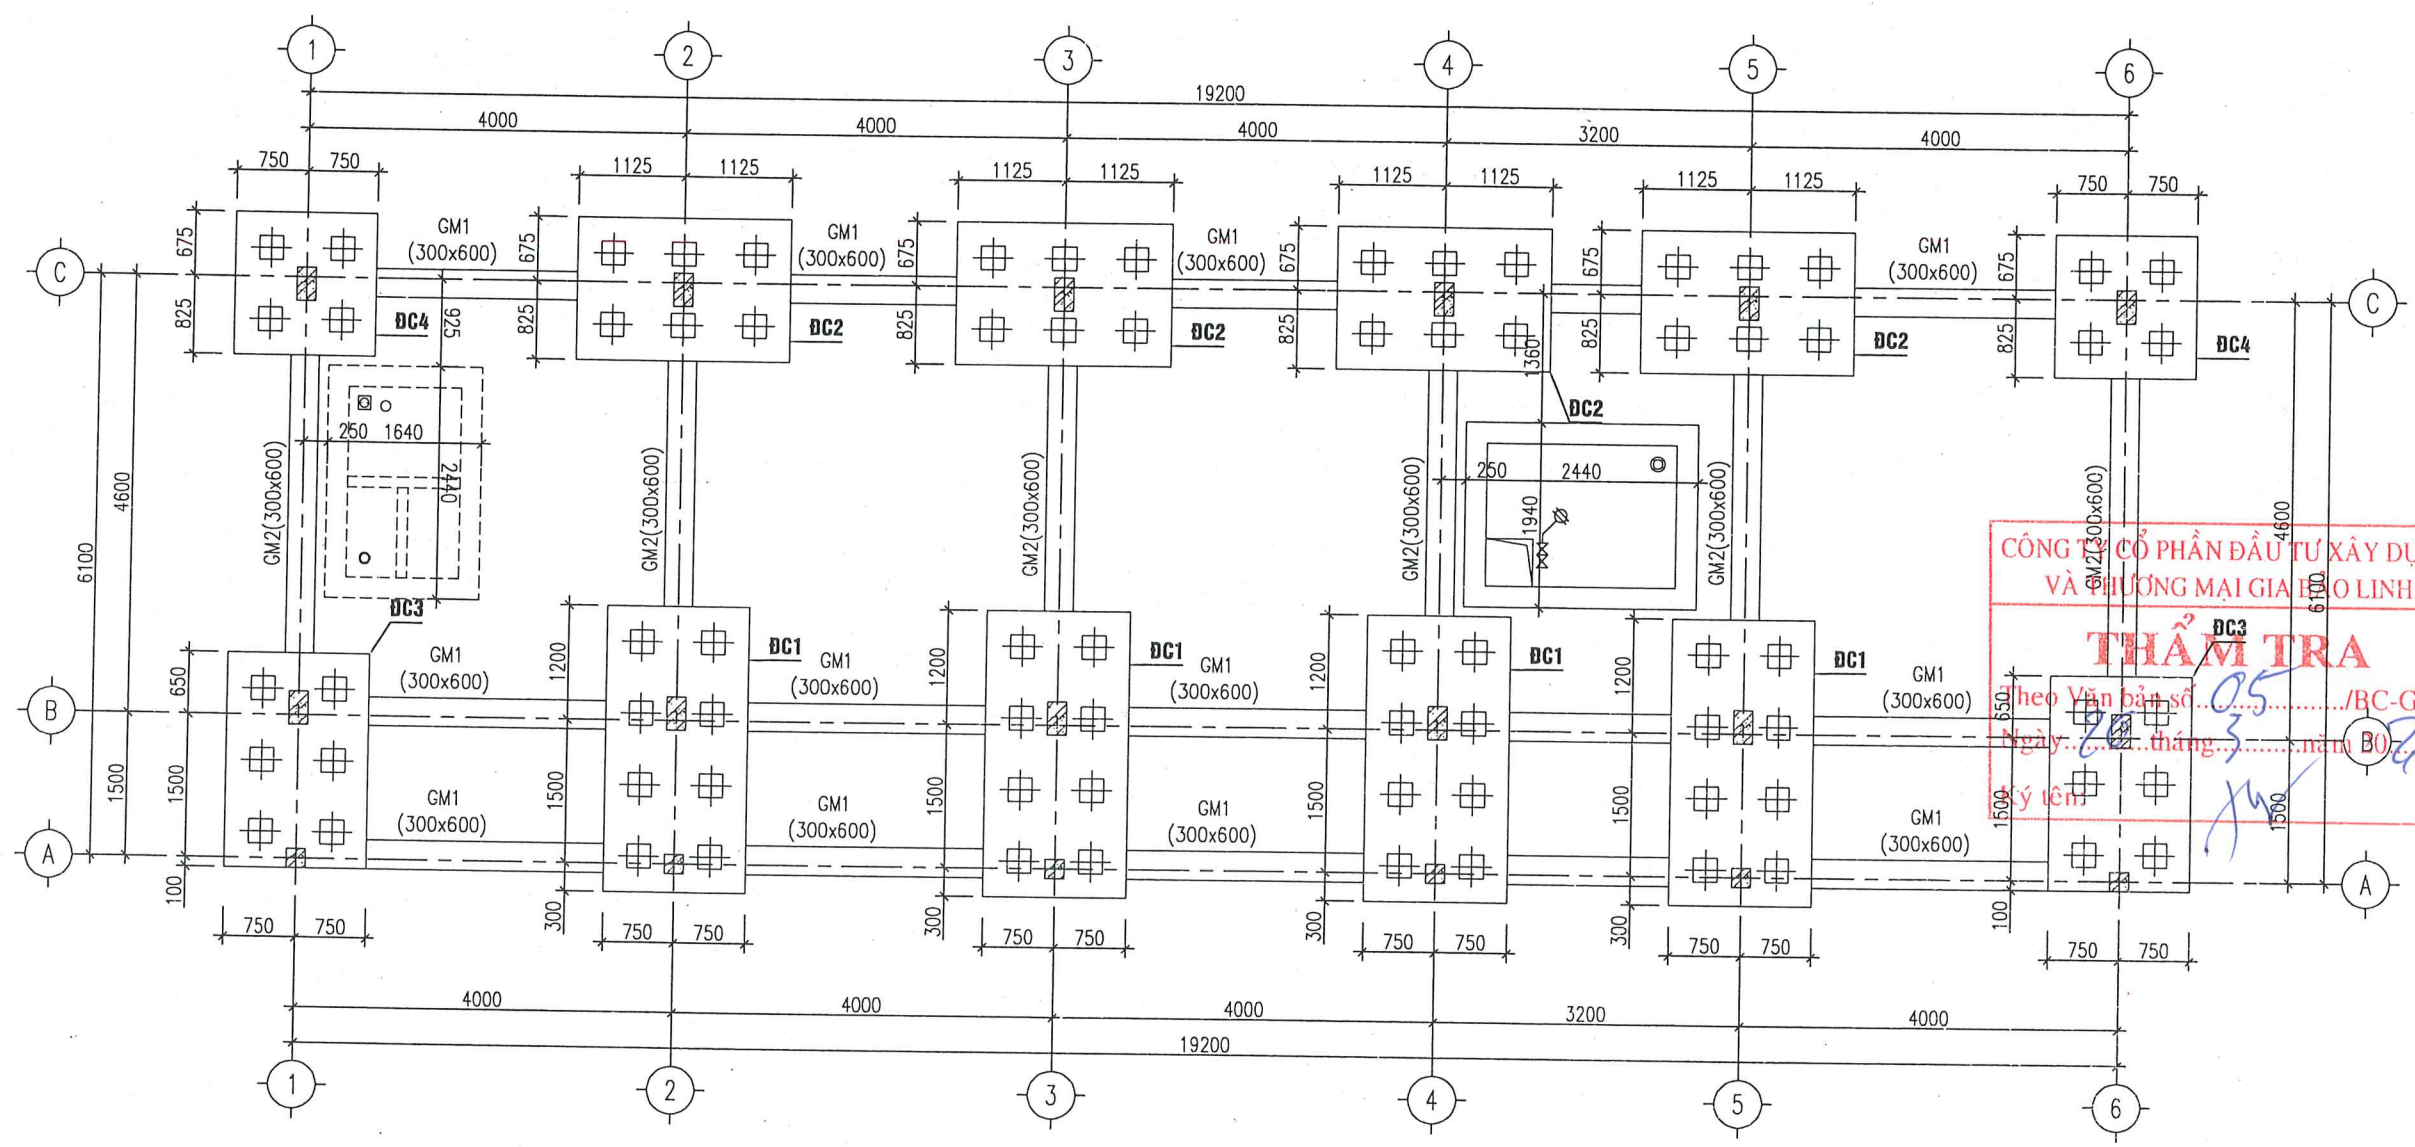 1
2
3
4
5
6
19200
4000
4000
4000
3200
4000
750 750
1125 1125
1125 1125
1125 1125
1125 1125
750 750
C
675
825
GM1
(300x600)
925
ĐC4
675
825
GM1
(300x600)
ĐC2
675
825
GM1
(300x600)
ĐC2
675
825
1360
ĐC2
675
825
GM1
(300x600)
ĐC2
675
825
ĐC4
C
6100
4600
GM2(300x600)
250 1640
2440
GM2(300x600)
GM2(300x600)
GM2(300x600)
250 2440
1940
GM2(300x600)
GM2(300x600)
4600
6100
CÔNG TY CỔ PHẦN ĐẦU TƯ XÂY DỰ
VÀ THƯƠNG MẠI GIA BẢO LINH
THẨM TRA
Theo Văn bản số 05 /BC-G
Ngày 20 tháng 3 năm 20
Ký tên:
ĐC3
B
650
1500
1500
GM1
(300x600)
1200
1500
ĐC1
GM1
(300x600)
1200
1500
ĐC1
GM1
(300x600)
1200
1500
ĐC1
1200
1500
ĐC1
GM1
(300x600)
650
1500
ĐC3
1500
B
A
100
GM1
(300x600)
300
GM1
(300x600)
300
GM1
(300x600)
300
300
GM1
(300x600)
100
A
750 750
750 750
750 750
750 750
750 750
750 750
4000
4000
4000
3200
4000
19200
1
2
3
4
5
6